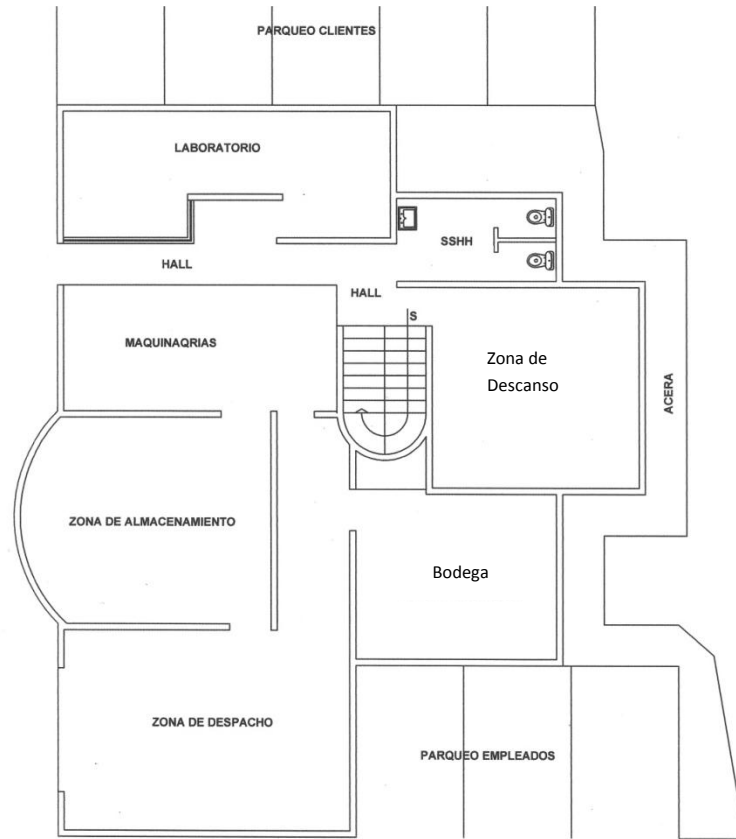 PARQUEO CLIENTES
LABORATORIO
SSHH
HALL
HALL
S
MAQUINAQRIAS
Zona de
Descanso
ACERA
ZONA DE ALMACENAMIENTO
Bodega
ZONA DE DESPACHO
PARQUEO EMPLEADOS